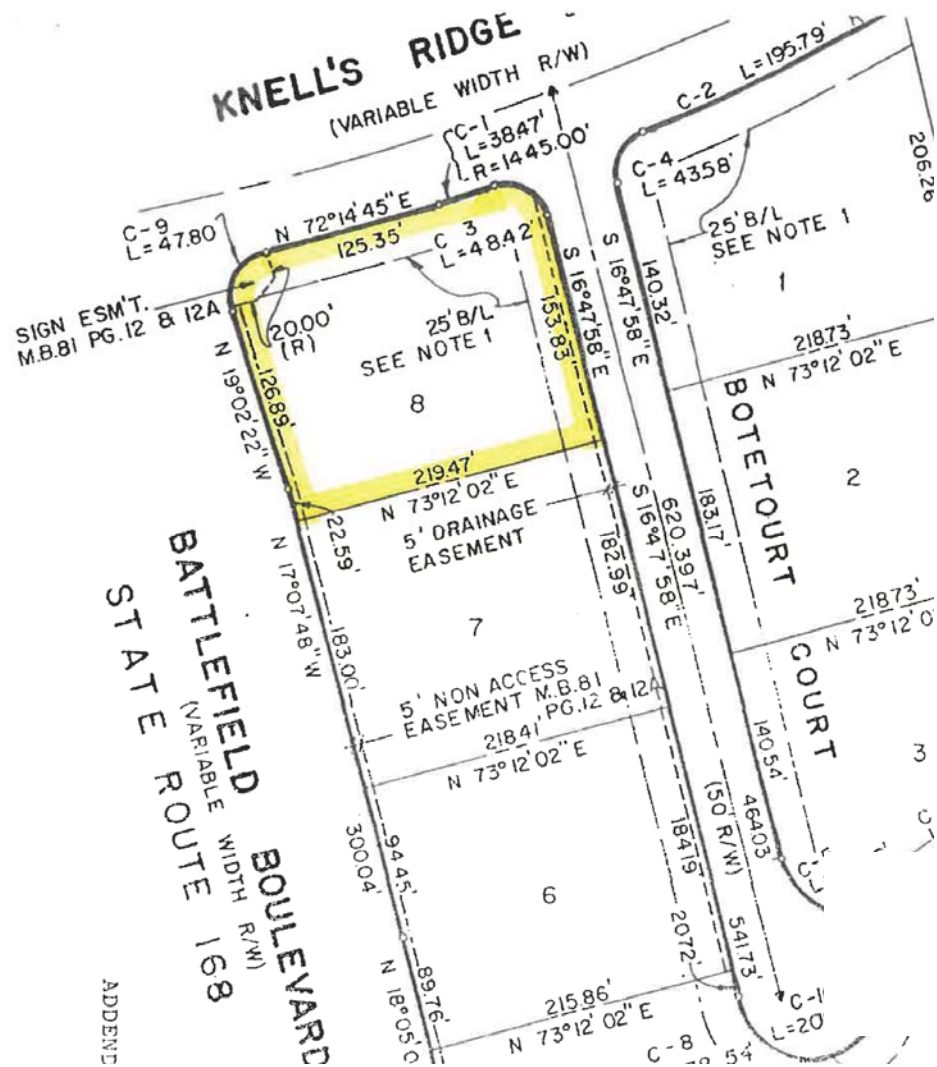 KNELL'S RIDGE
(VARIABLE WIDTH R/W)
C-1
L=38.47'
R=1445.00'
C-2 L=195.79'
C-4
L=43.58'
206.26
C-9
L=47.80
N 72°14'45" E
125.35'
C 3
L=48.42'
SIGN ESM'T.
M.B.81 PG.12 & 12A
20.00'
(R)
25' B/L
SEE NOTE 1
8
N 19°02'22" W
126.89'
153.83'
S 16°47'58" E
S 16°47'58" E
140.32'
25' B/L
SEE NOTE 1
1
218.73'
N 73°12'02" E
219.47'
N 73°12'02" E
22.59'
5' DRAINAGE
EASEMENT
182.99'
S 16°47'58" E
620.397'
183.17'
BOTETOURT COURT
2
218.73'
N 73°12'0
N 17°07'48" W
183.00'
7
5' NON ACCESS
EASEMENT M.B.81
PG.12 & 12A
218.41'
N 73°12'02" E
BATTLEFIELD BOULEVARD
(VARIABLE WIDTH R/W)
STATE ROUTE 168
300.04'
94.45'
6
184.19'
(50' R/W)
464.03
140.54'
3
89.76'
N 18°05'0
215.86'
N 73°12'02" E
20.72'
541.73'
L=20
C-8
54'
ADDEND